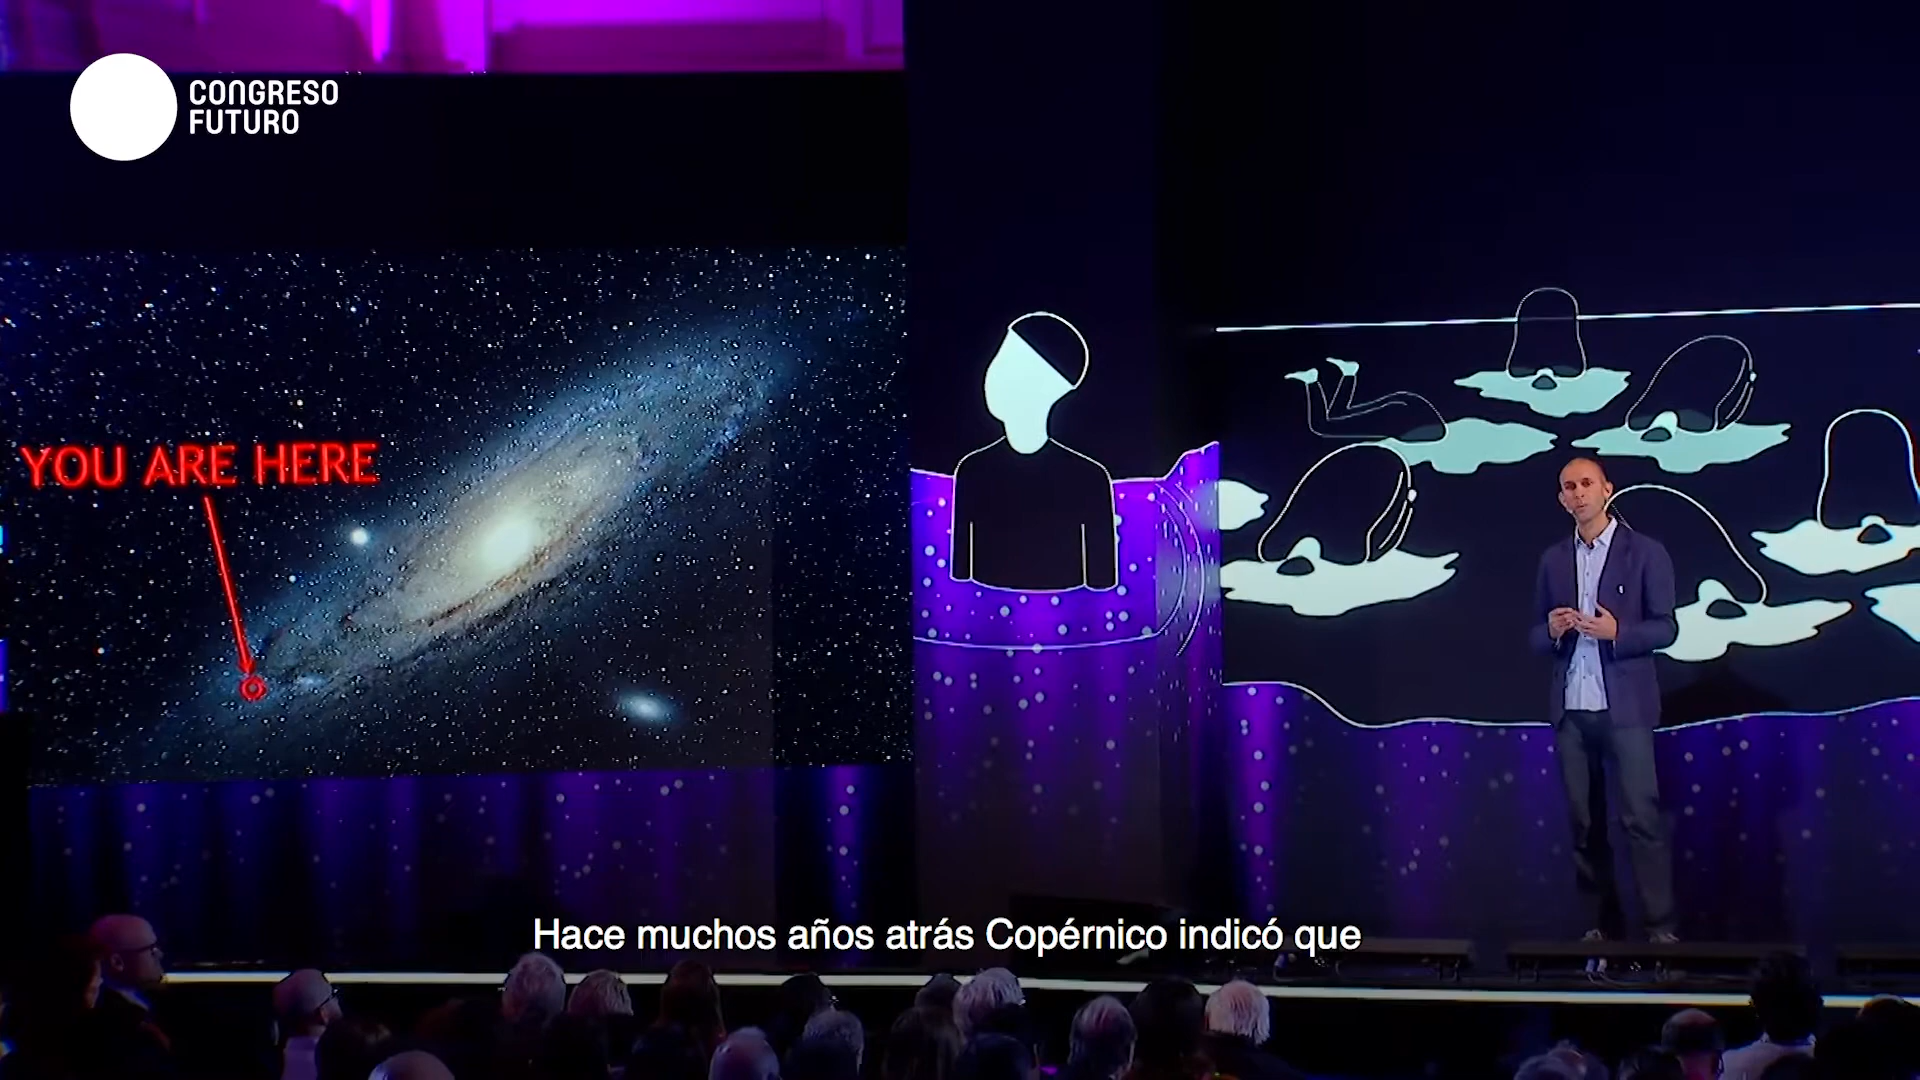 CONGRESO
FUTURO
YOU ARE HERE
Hace muchos años atrás Copérnico indicó que